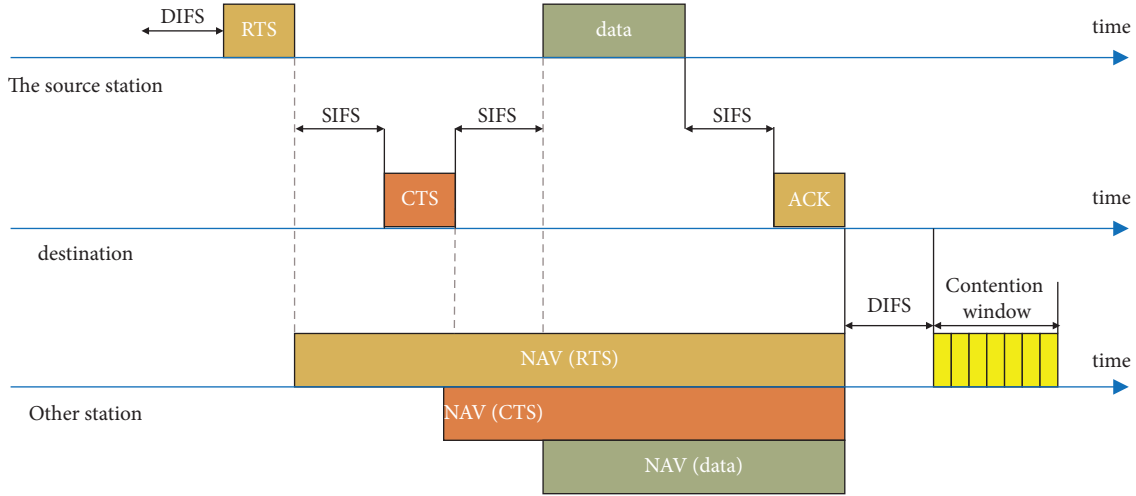 DIFS
RTS
data
time
The source station
SIFS
SIFS
SIFS
CTS
ACK
time
destination
DIFS
Contention
window
NAV (RTS)
time
Other station
NAV (CTS)
NAV (data)